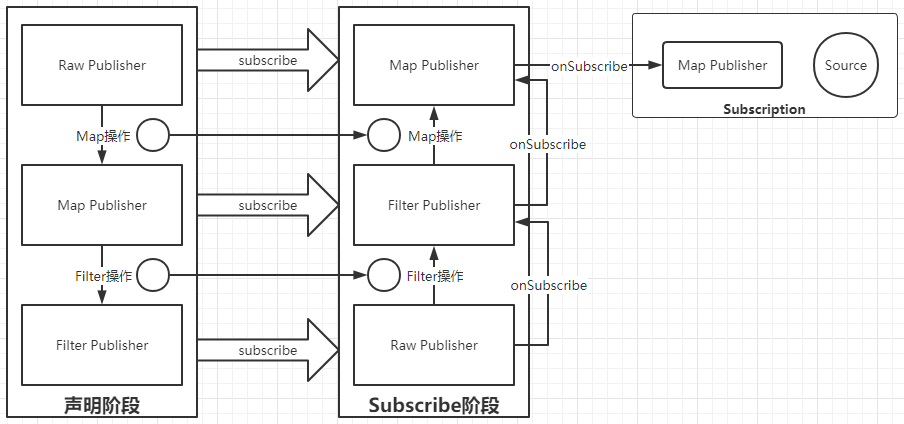 Raw Publisher
Map操作
Map Publisher
Filter操作
Filter Publisher
声明阶段
subscribe
subscribe
subscribe
Map Publisher
Map操作
Filter Publisher
Filter操作
Raw Publisher
Subscribe阶段
onSubscribe
onSubscribe
onSubscribe
Map Publisher
Source
Subscription